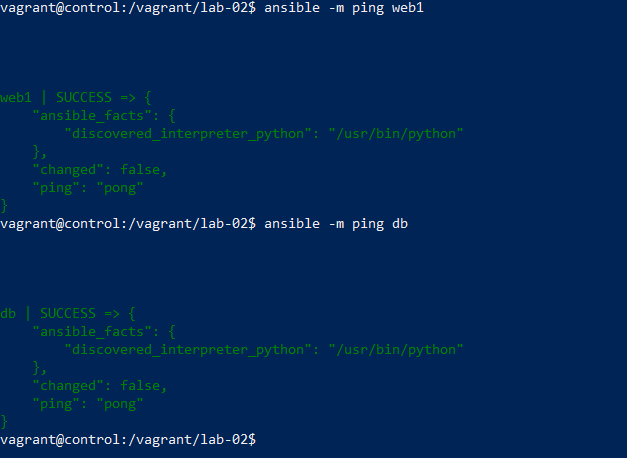 vagrant@control:/vagrant/lab-02$ ansible -m ping web1
web1 | SUCCESS => {
    "ansible_facts": {
        "discovered_interpreter_python": "/usr/bin/python"
    },
    "changed": false,
    "ping": "pong"
}
vagrant@control:/vagrant/lab-02$ ansible -m ping db
db | SUCCESS => {
    "ansible_facts": {
        "discovered_interpreter_python": "/usr/bin/python"
    },
    "changed": false,
    "ping": "pong"
}
vagrant@control:/vagrant/lab-02$